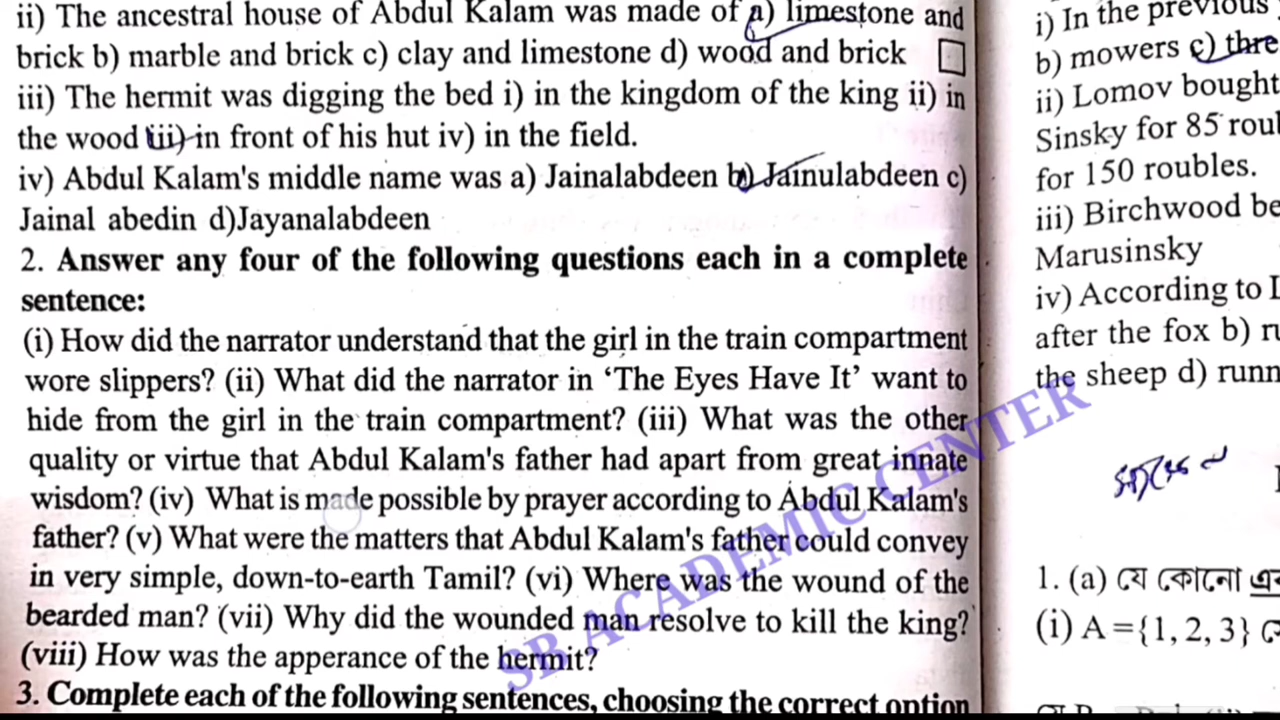 ii) The ancestral house of Abdul Kalam was made of a) limestone and
brick b) marble and brick c) clay and limestone d) wood and brick
iii) The hermit was digging the bed i) in the kingdom of the king ii) in
the wood iii) in front of his hut iv) in the field.
iv) Abdul Kalam's middle name was a) Jainalabdeen b) Jainulabdeen c)
Jainal abedin d)Jayanalabdeen
2. Answer any four of the following questions each in a complete
sentence:
(i) How did the narrator understand that the girl in the train compartment
wore slippers? (ii) What did the narrator in ‘The Eyes Have It’ want to
hide from the girl in the train compartment? (iii) What was the other
quality or virtue that Abdul Kalam's father had apart from great innate
wisdom? (iv) What is made possible by prayer according to Abdul Kalam's
father? (v) What were the matters that Abdul Kalam's father could convey
in very simple, down-to-earth Tamil? (vi) Where was the wound of the
bearded man? (vii) Why did the wounded man resolve to kill the king?
(viii) How was the apperance of the hermit?
3. Complete each of the following sentences, choosing the correct option
SB ACADEMIC CENTER
i) In the previous
b) mowers c) thre
ii) Lomov bought
Sinsky for 85 roul
for 150 roubles.
iii) Birchwood be
Marusinsky
iv) According to
after the fox b) ru
the sheep d) runn
1. (a) যে কোনো এক
(i) A = {1, 2, 3}